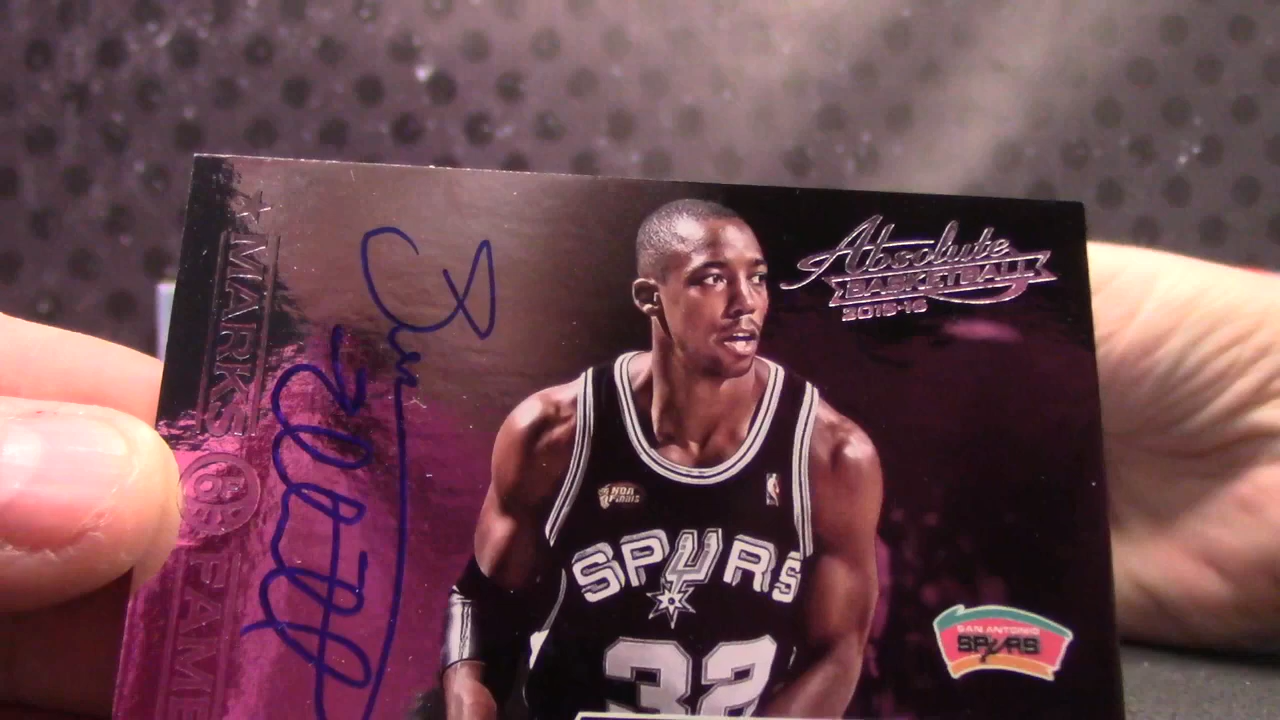 MARKS OF FAME
Absolute
BASKETBALL
2015-16
NBA
FINALS
SPURS
32
SAN ANTONIO
SPURS